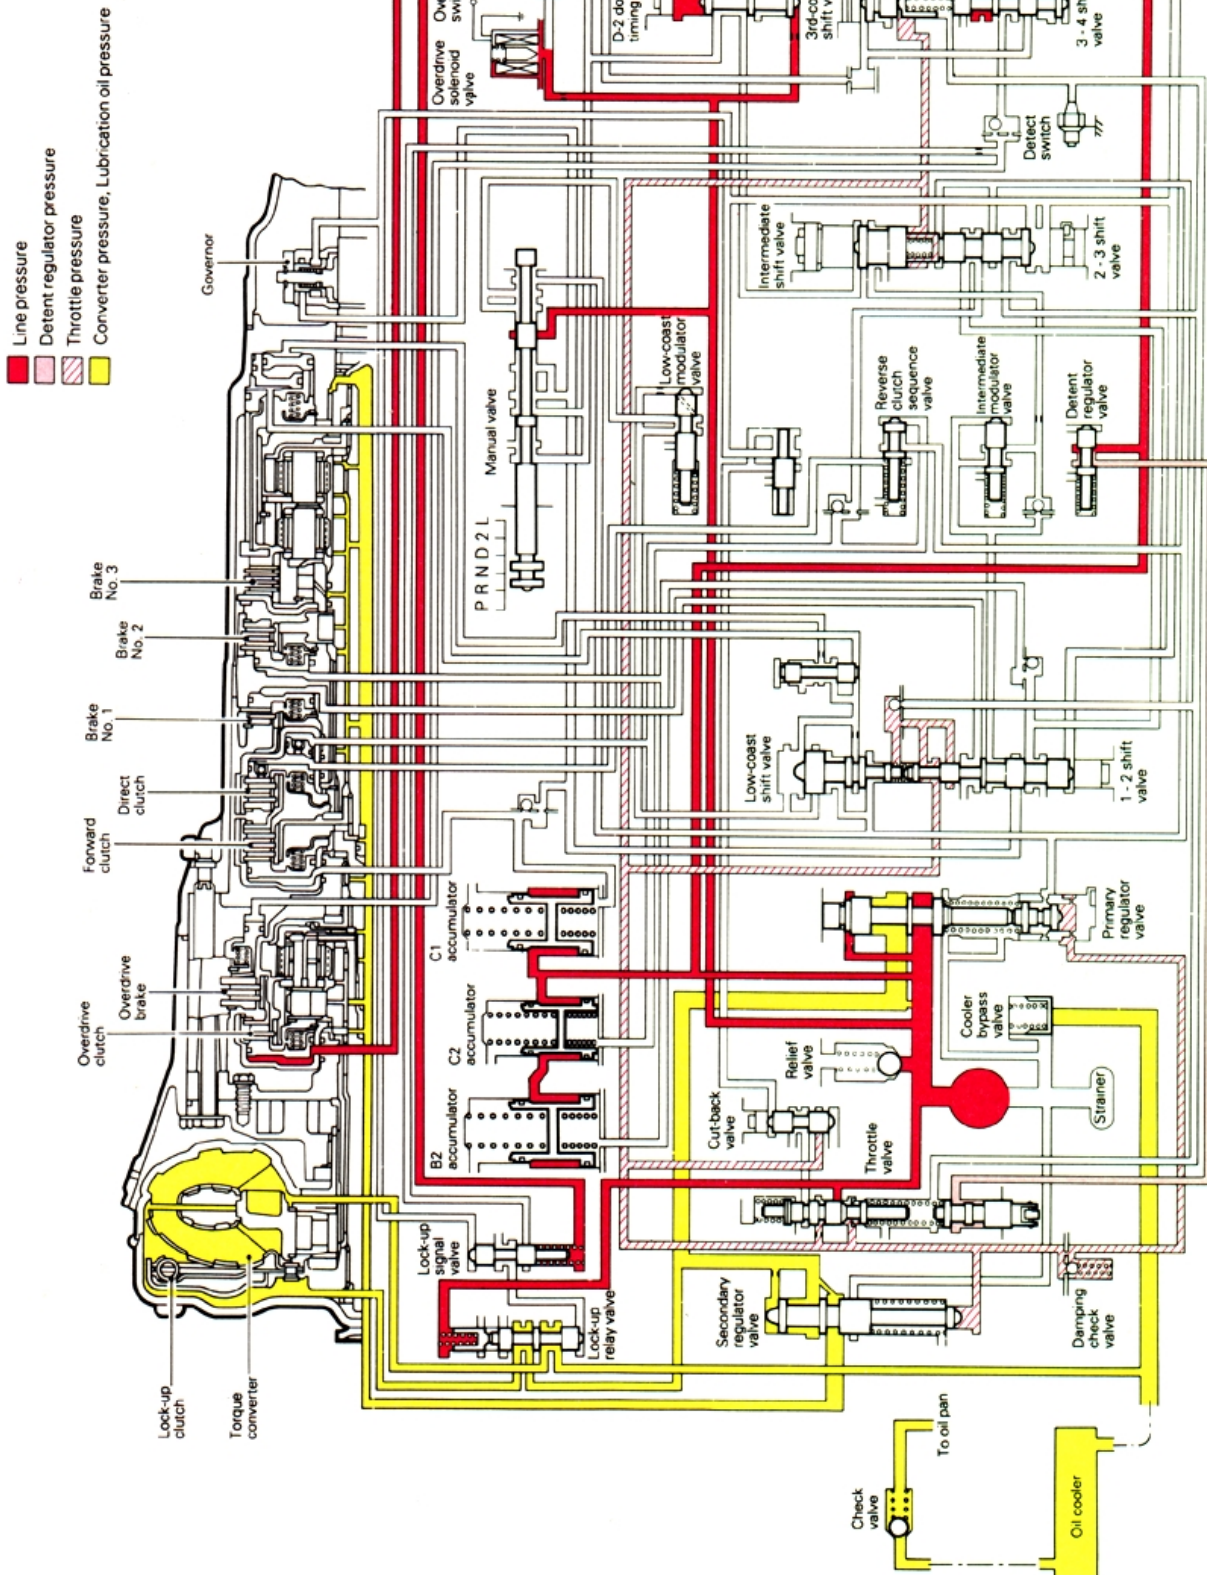 Line pressure
Detent regulator pressure
Throttle pressure
Converter pressure, Lubrication oil pressure
Governor
Brake
No. 3
Brake
No. 2
Brake
No. 1
Direct
clutch
Forward
clutch
Overdrive
brake
Overdrive
clutch
Lock-up
clutch
Torque
converter
Overdrive
solenoid
valve
D-2
timing
3rd-co
shift v
3 - 4 sh
valve
Detect
switch
Manual valve
P R N D 2 L
Intermediate
shift valve
2 - 3 shift
valve
Low-coast
modulator
valve
Reverse
clutch
sequence
valve
Intermediate
modulator
valve
Detent
regulator
valve
Low-coast
shift valve
1 - 2 shift
valve
C1
accumulator
C2
accumulator
B2
accumulator
Primary
regulator
valve
Cooler
bypass
valve
Relief
valve
Strainer
Cut-back
valve
Throttle
valve
Lock-up
signal
valve
Lock-up
relay valve
Secondary
regulator
valve
Damping
check
valve
Check
valve
To oil pan
Oil cooler